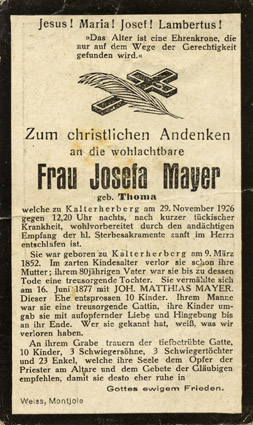 Jesus! Maria! Josef! Lambertus!
»Das Alter ist eine Ehrenkrone, die
nur auf dem Wege der Gerechtigkeit
gefunden wird.«
Zum christlichen Andenken
an die wohlachtbare
Frau Josefa Mayer
geb. Thoma
welche zu Kalterherberg am 29. November 1926
gegen 12,20 Uhr nachts, nach kurzer tückischer
Krankheit, wohlvorbereitet durch den andächtigen
Empfang der hl. Sterbesakramente sanft im Herrn
entschlafen ist.
Sie war geboren zu Kalterherberg am 9. März
1852. Im zarten Kindesalter verlor sie schon ihre
Mutter; ihrem 80jährigen Vater war sie bis zu dessen
Tode eine treusorgende Tochter. Sie vermählte sich
am 16. Juni 1877 mit JOH. MATTHIAS MAYER.
Dieser Ehe entsprossen 10 Kinder. Ihrem Manne
war sie eine treusorgende Gattin, ihre Kinder umgab
sie mit aufopfernder Liebe und Hingebung bis
an ihr Ende. Wer sie gekannt hat, weiß, was wir
verloren haben.
An ihrem Grabe trauern der tiefbetrübte Gatte,
10 Kinder, 3 Schwiegersöhne, 3 Schwiegertöchter
und 23 Enkel, welche ihre Seele dem Opfer der
Priester am Altare und dem Gebete der Gläubigen
empfehlen, damit sie desto eher ruhe in
Gottes ewigem Frieden.
Weiss, Montjoie